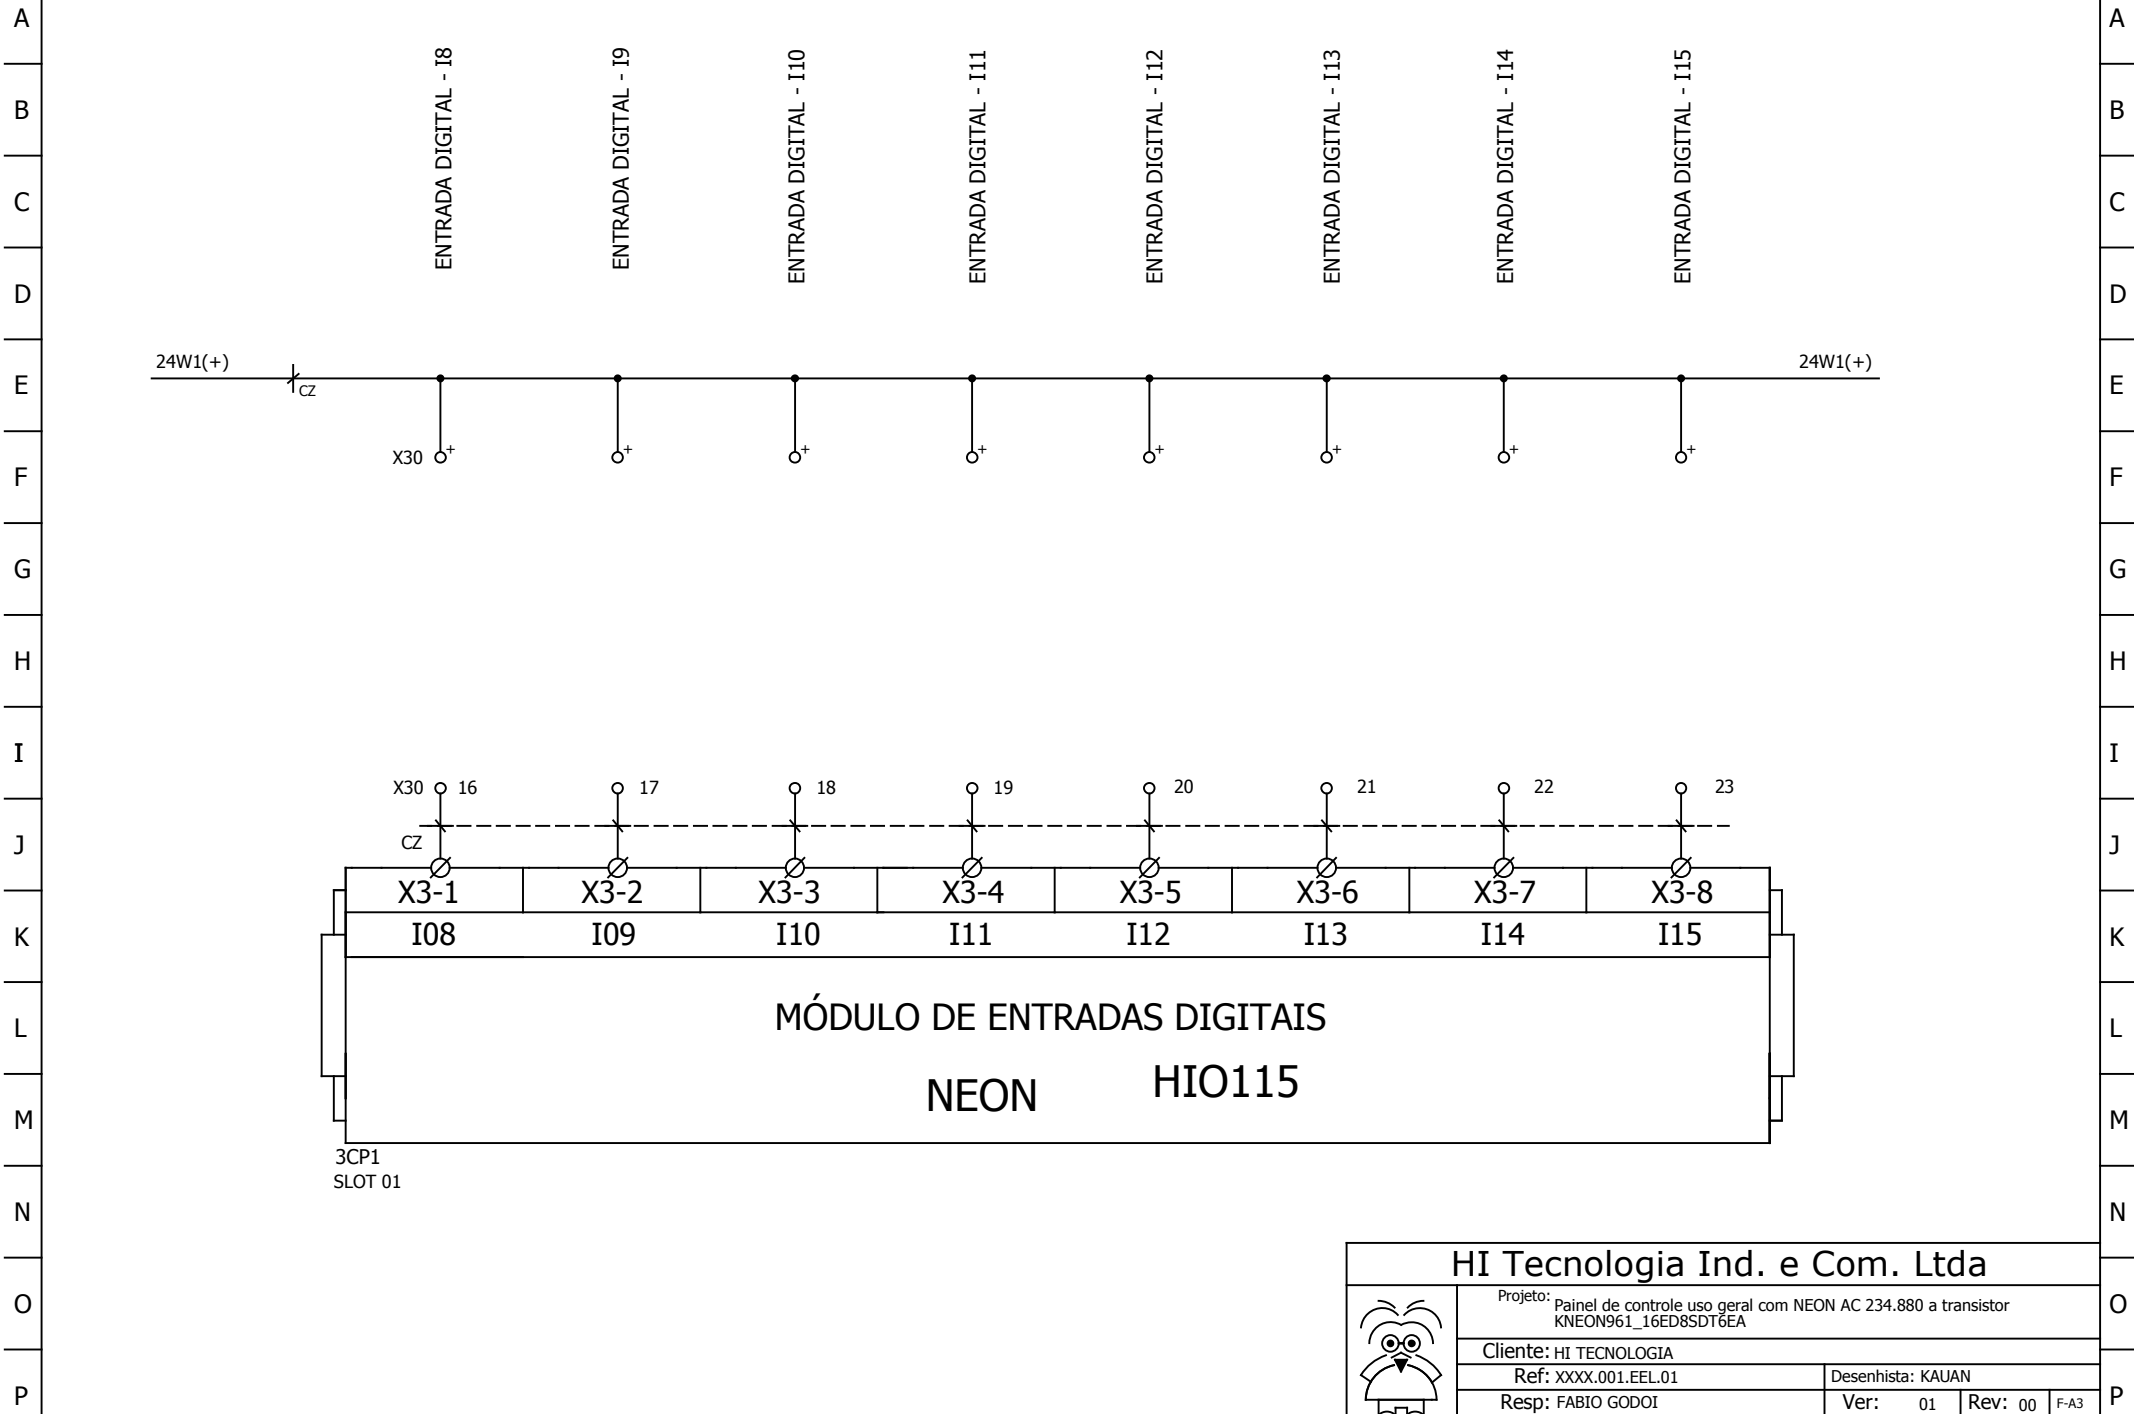 A A
ENTRADA DIGITAL - I8
ENTRADA DIGITAL - I9
ENTRADA DIGITAL - I10
ENTRADA DIGITAL - I11
ENTRADA DIGITAL - I12
ENTRADA DIGITAL - I13
ENTRADA DIGITAL - I14
ENTRADA DIGITAL - I15
B B
C C
D D
24W1(+) 24W1(+)
E CZ E
X30 + + + + + + + +
F F
G G
H H
I I
X30 16 17 18 19 20 21 22 23
J CZ J
X3-1 X3-2 X3-3 X3-4 X3-5 X3-6 X3-7 X3-8
K I08 I09 I10 I11 I12 I13 I14 I15 K
L MÓDULO DE ENTRADAS DIGITAIS L
NEON HIO115
M M
3CP1
SLOT 01
N N
HI Tecnologia Ind. e Com. Ltda
O O
Projeto: Painel de controle uso geral com NEON AC 234.880 a transistor
KNEON961_16ED8SDT6EA
Cliente: HI TECNOLOGIA
Ref: XXXX.001.EEL.01 Desenhista: KAUAN
P P
Resp: FABIO GODOI Ver: 01 Rev: 00 F-A3